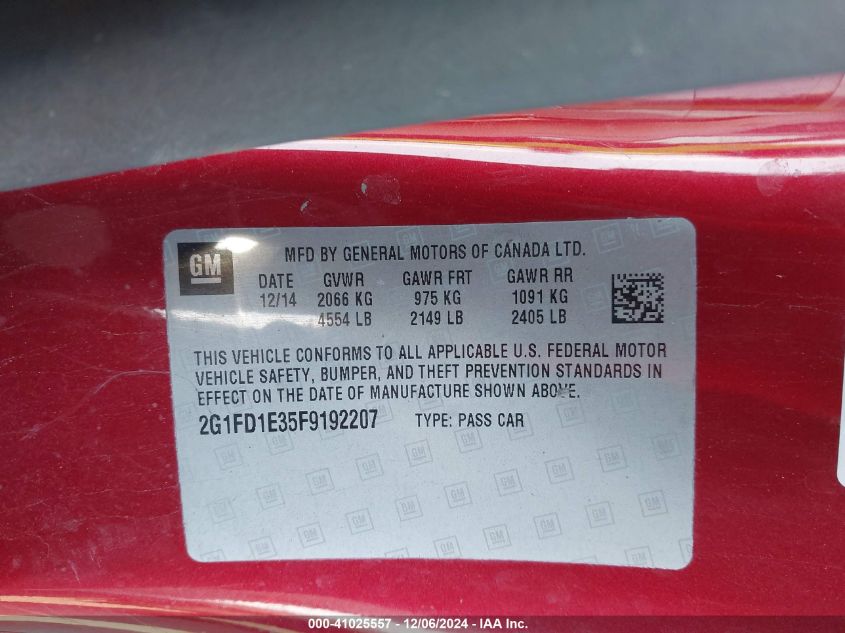 GM
MFD BY GENERAL MOTORS OF CANADA LTD.
DATE GVWR GAWR FRT GAWR RR
12/14 2066 KG 975 KG 1091 KG
4554 LB 2149 LB 2405 LB
THIS VEHICLE CONFORMS TO ALL APPLICABLE U.S. FEDERAL MOTOR
VEHICLE SAFETY, BUMPER, AND THEFT PREVENTION STANDARDS IN
EFFECT ON THE DATE OF MANUFACTURE SHOWN ABOVE.
2G1FD1E35F9192207 TYPE: PASS CAR
000-41025557 - 12/06/2024 - IAA Inc.